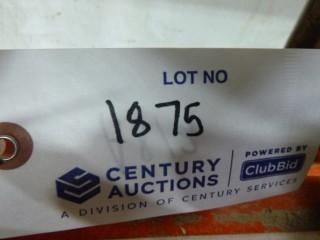 LOT NO
1875
CENTURY AUCTIONS
POWERED BY
ClubBid
A DIVISION OF CENTURY SERVICES